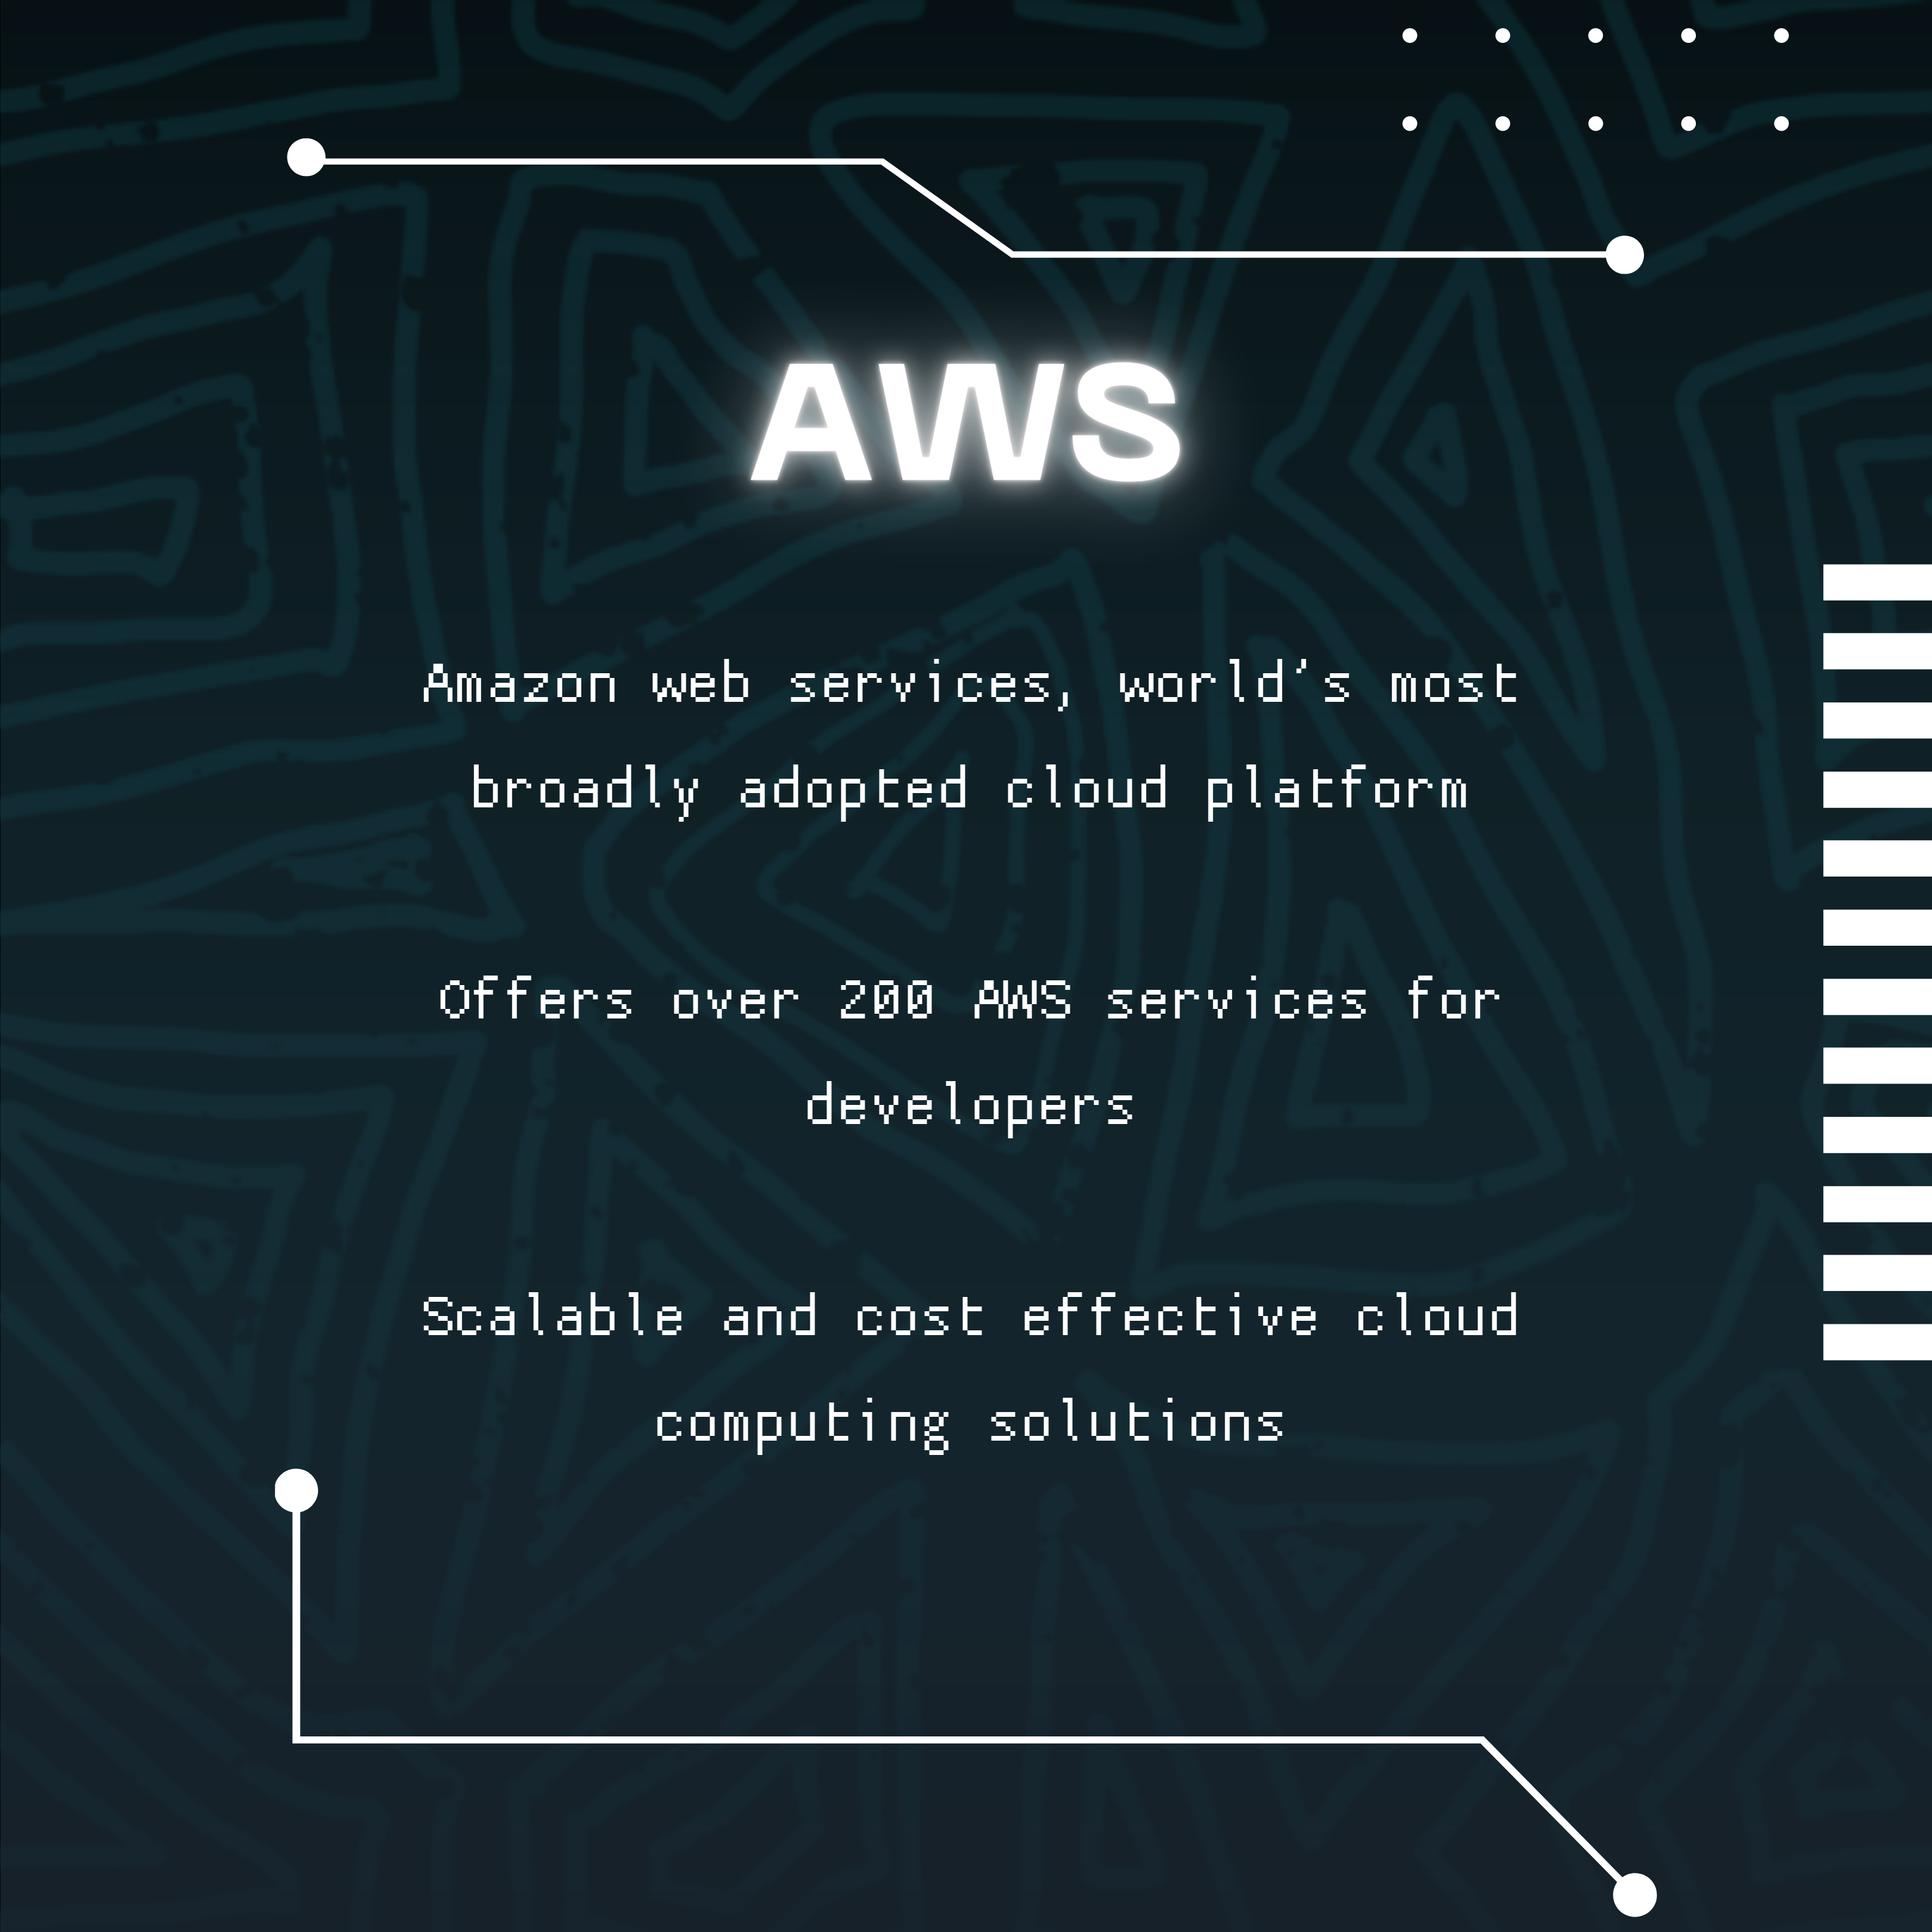 AWS
Amazon web services, world's most
broadly adopted cloud platform
Offers over 200 AWS services for
developers
Scalable and cost effective cloud
computing solutions